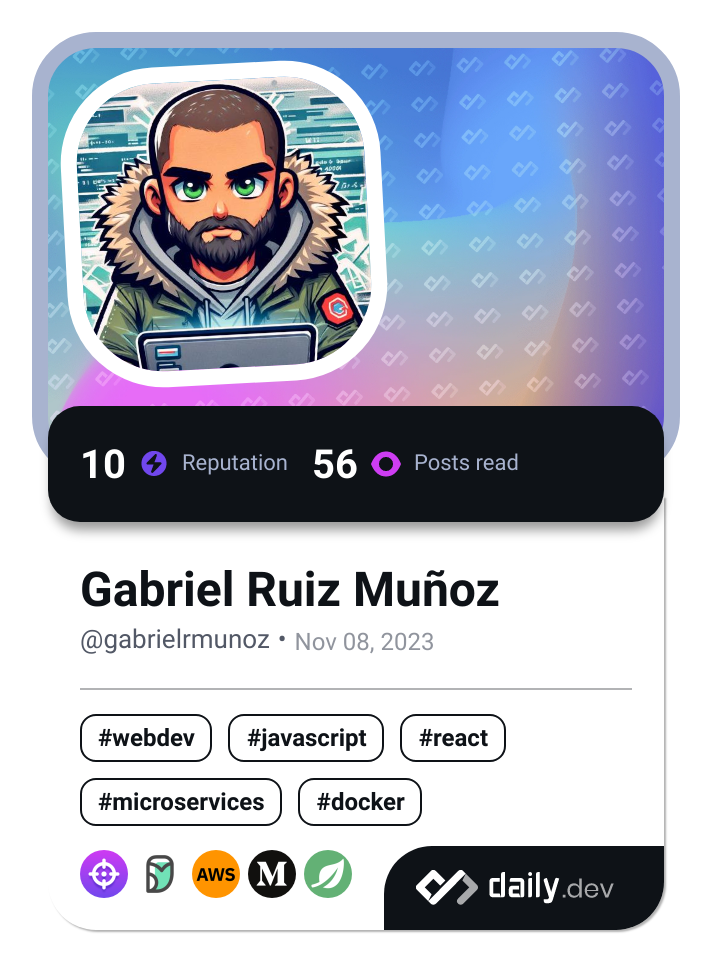 10 Reputation 56 Posts read
Gabriel Ruiz Muñoz
@gabrielrmunoz • Nov 08, 2023
#webdev #javascript #react
#microservices #docker
AWS M
daily.dev